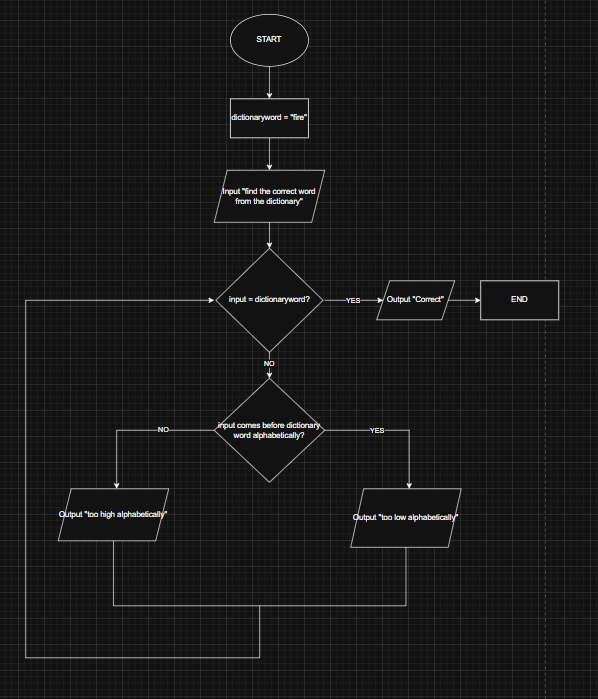 START
dictionaryword = "fire"
Input "find the correct word
from the dictionary"
input = dictionaryword?
YES
Output "Correct"
END
NO
input comes before dictionary
word alphabetically?
NO
YES
Output "too high alphabetically"
Output "too low alphabetically"